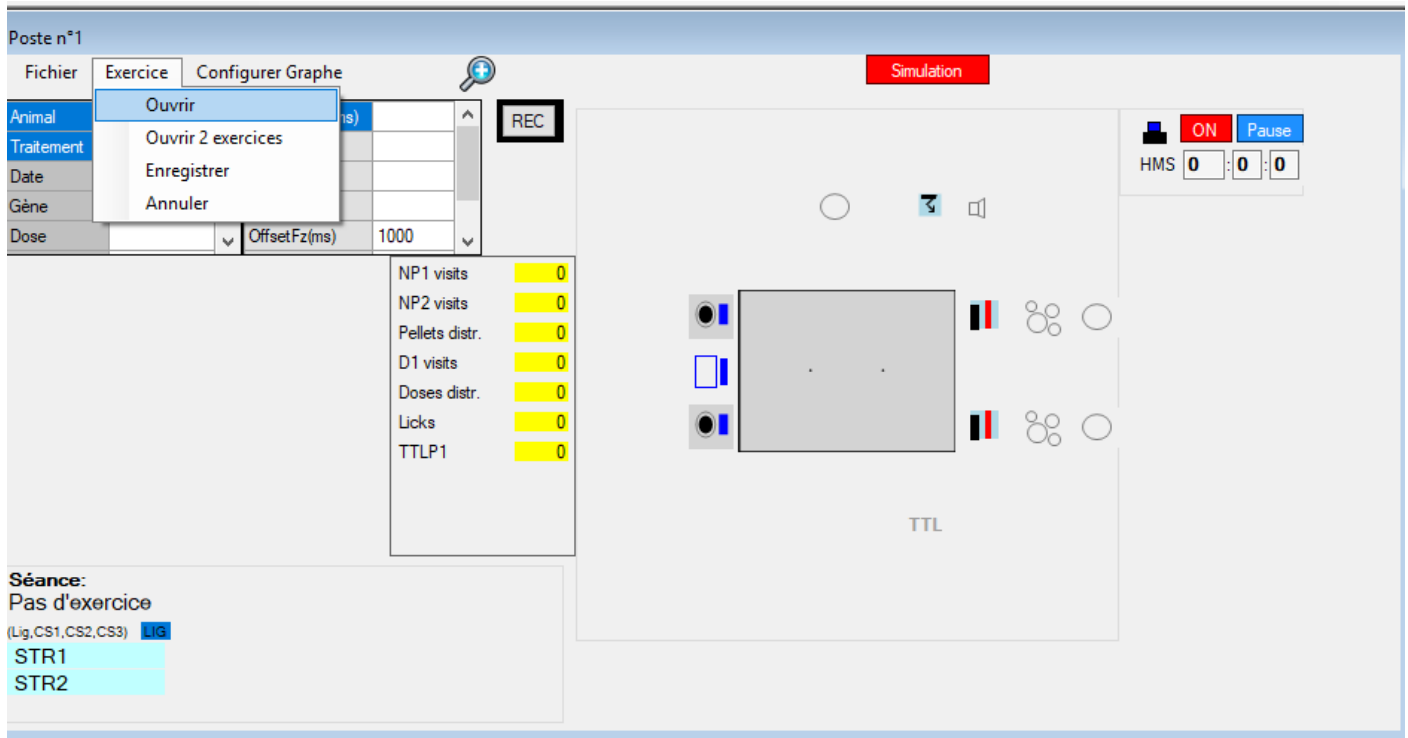 Poste n°1
Fichier Exercice Configurer Graphe Simulation
Ouvrir
Ouvrir 2 exercices
Enregistrer
Annuler
Animal
Traitement
Date
Gène
Dose OffsetFz(ms) 1000
REC
ON Pause
HMS 0 : 0 : 0
NP1 visits 0
NP2 visits 0
Pellets distr. 0
D1 visits 0
Doses distr. 0
Licks 0
TTLP1 0
TTL
Séance:
Pas d'exercice
(Lig,CS1,CS2,CS3) LIG
STR1
STR2